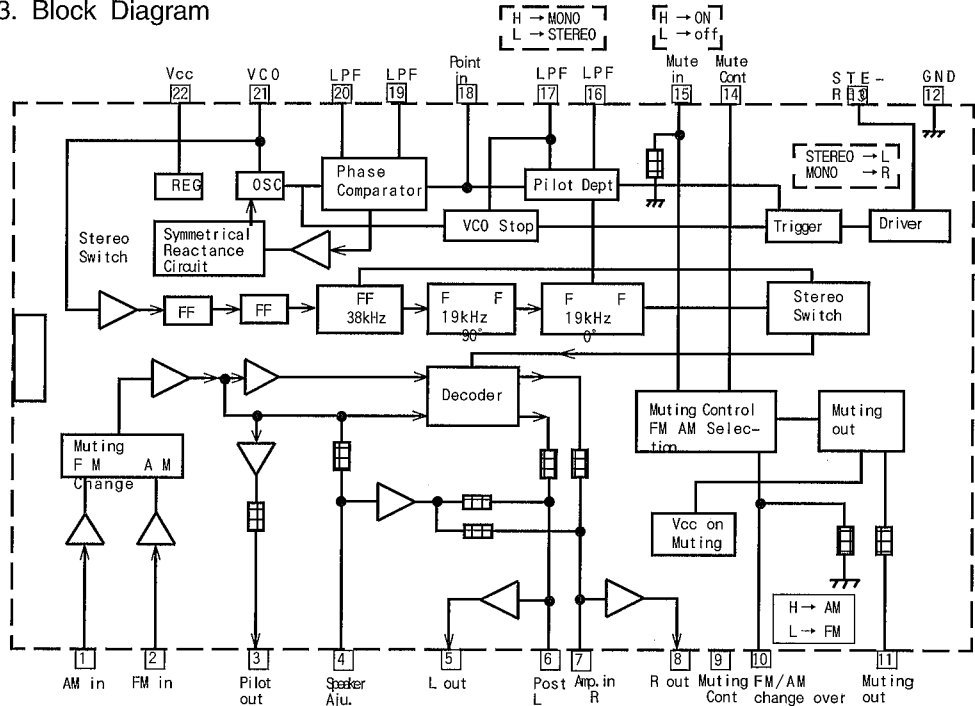 3. Block Diagram
H → MONO
L → STEREO
H → ON
L → off
Vcc
22
VCO
21
LPF
20
LPF
19
Point
in
18
LPF
17
LPF
16
Mute
in
15
Mute
Cont
14
STE-
R
13
GND
12
STEREO → L
MONO → R
REG
OSC
Phase
Comparator
Pilot Dept
VCO Stop
Trigger
Driver
Symmetrical
Reactance
Circuit
Stereo
Switch
FF
FF
FF
38kHz
F F
19kHz
90°
F F
19kHz
0°
Stereo
Switch
Decoder
Muting Control
FM AM Selec-
tion
Muting
out
Muting
FM AM
Change
Vcc on
Muting
H → AM
L → FM
1
AM in
2
FM in
3
Pilot
out
4
Speaker
Aju.
5
L out
6
Post
L
7
Amp.in
R
8
R out
9
Muting
Cont
10
FM/AM
change over
11
Muting
out